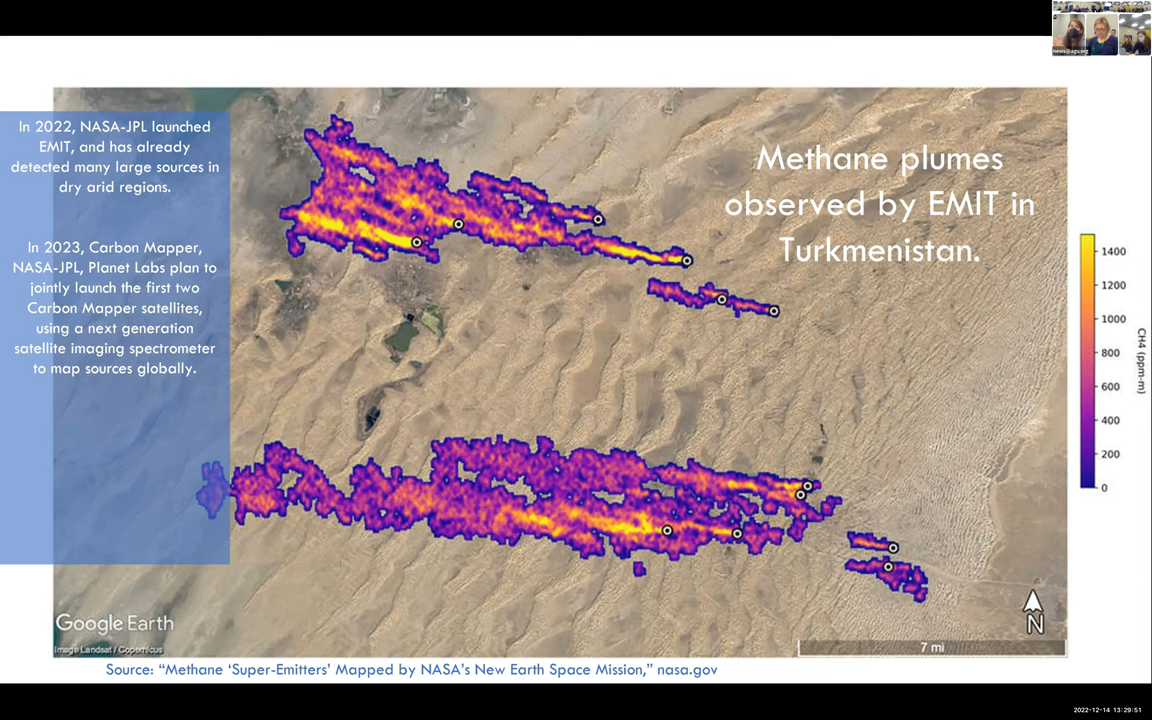 news@agu.org
In 2022, NASA-JPL launched
EMIT, and has already
detected many large sources in
dry arid regions.
In 2023, Carbon Mapper,
NASA-JPL, Planet Labs plan to
jointly launch the first two
Carbon Mapper satellites,
using a next generation
satellite imaging spectrometer
to map sources globally.
Methane plumes
observed by EMIT in
Turkmenistan.
1400
1200
1000
800
600
400
200
0
CH4 (ppm-m)
N
7 mi
Google Earth
Image Landsat / Copernicus
Source: “Methane ‘Super-Emitters’ Mapped by NASA’s New Earth Space Mission,” nasa.gov
2022-12-14 13:29:51